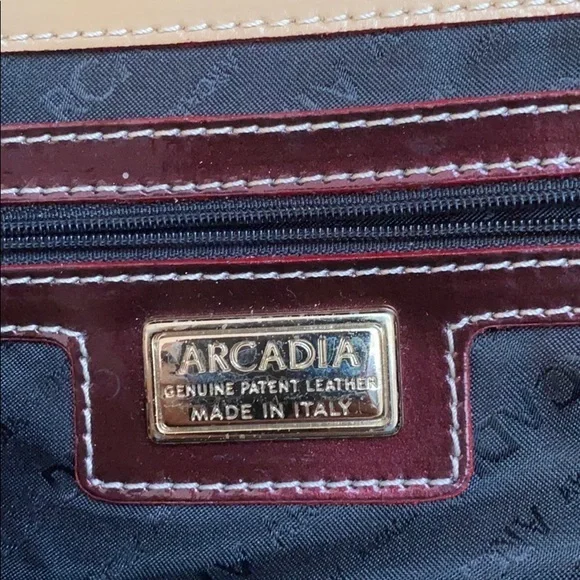 ARCADIA
GENUINE PATENT LEATHER
MADE IN ITALY